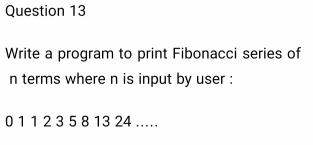 Question 13
Write a program to print Fibonacci series of
n terms where n is input by user :
0 1 1 2 3 5 8 13 24 .....